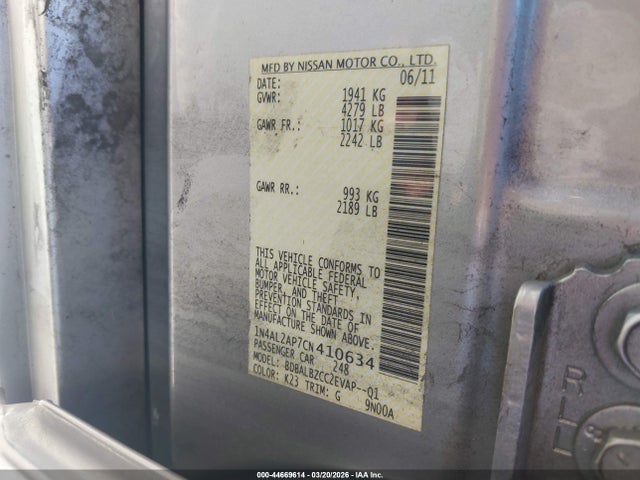 MFD BY NISSAN MOTOR CO., LTD.
DATE: 06/11
GVWR: 1941 KG
4279 LB
GAWR FR.: 1017 KG
2242 LB
GAWR RR.: 993 KG
2189 LB
THIS VEHICLE CONFORMS TO
ALL APPLICABLE FEDERAL
MOTOR VEHICLE SAFETY,
BUMPER, AND THEFT
PREVENTION STANDARDS IN
EFFECT ON THE DATE OF
MANUFACTURE SHOWN ABOVE.
1N4AL2AP7CN410634
PASSENGER CAR 248
MODEL: BDBALBZCC2EVAP--Q1
COLOR: K23 TRIM: G 9N00A
000-44669614 - 03/20/2026 - IAAI